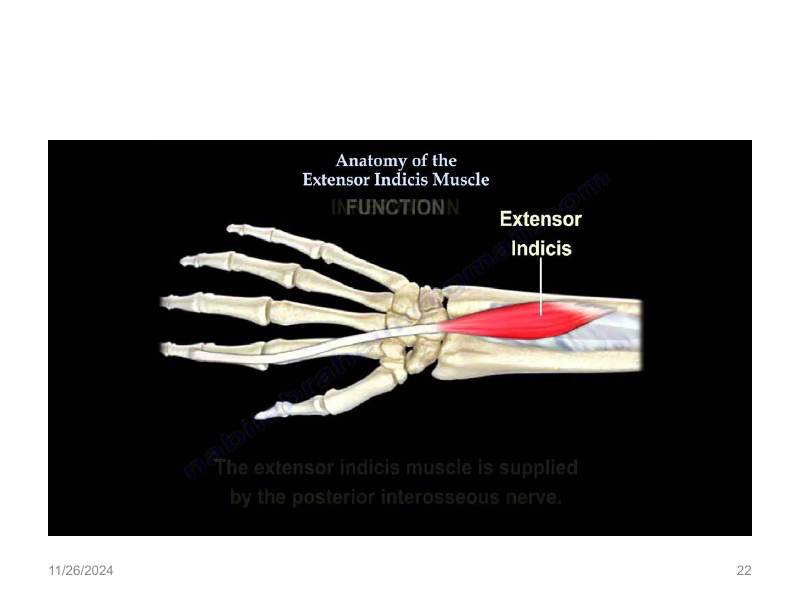 Anatomy of the
Extensor Indicis Muscle
FUNCTION
Extensor
Indicis
The extensor indicis muscle is supplied
by the posterior interosseous nerve.
11/26/2024
22